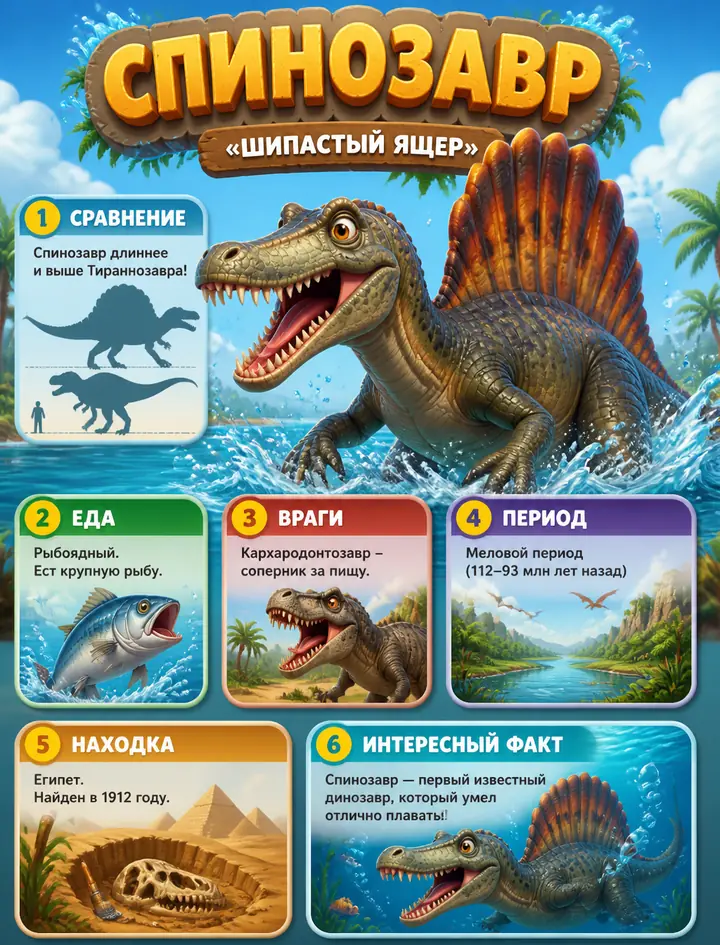 СПИНОЗАВР
«ШИПАСТЫЙ ЯЩЕР»
1 СРАВНЕНИЕ
Спинозавр длиннее
и выше Тираннозавра!
2 ЕДА
Рыбоядный.
Ест крупную рыбу.
3 ВРАГИ
Кархародонтозавр –
соперник за пищу.
4 ПЕРИОД
Меловой период
(112–93 млн лет назад)
5 НАХОДКА
Египет.
Найден в 1912 году.
6 ИНТЕРЕСНЫЙ ФАКТ
Спинозавр — первый известный
динозавр, который умел
отлично плавать!